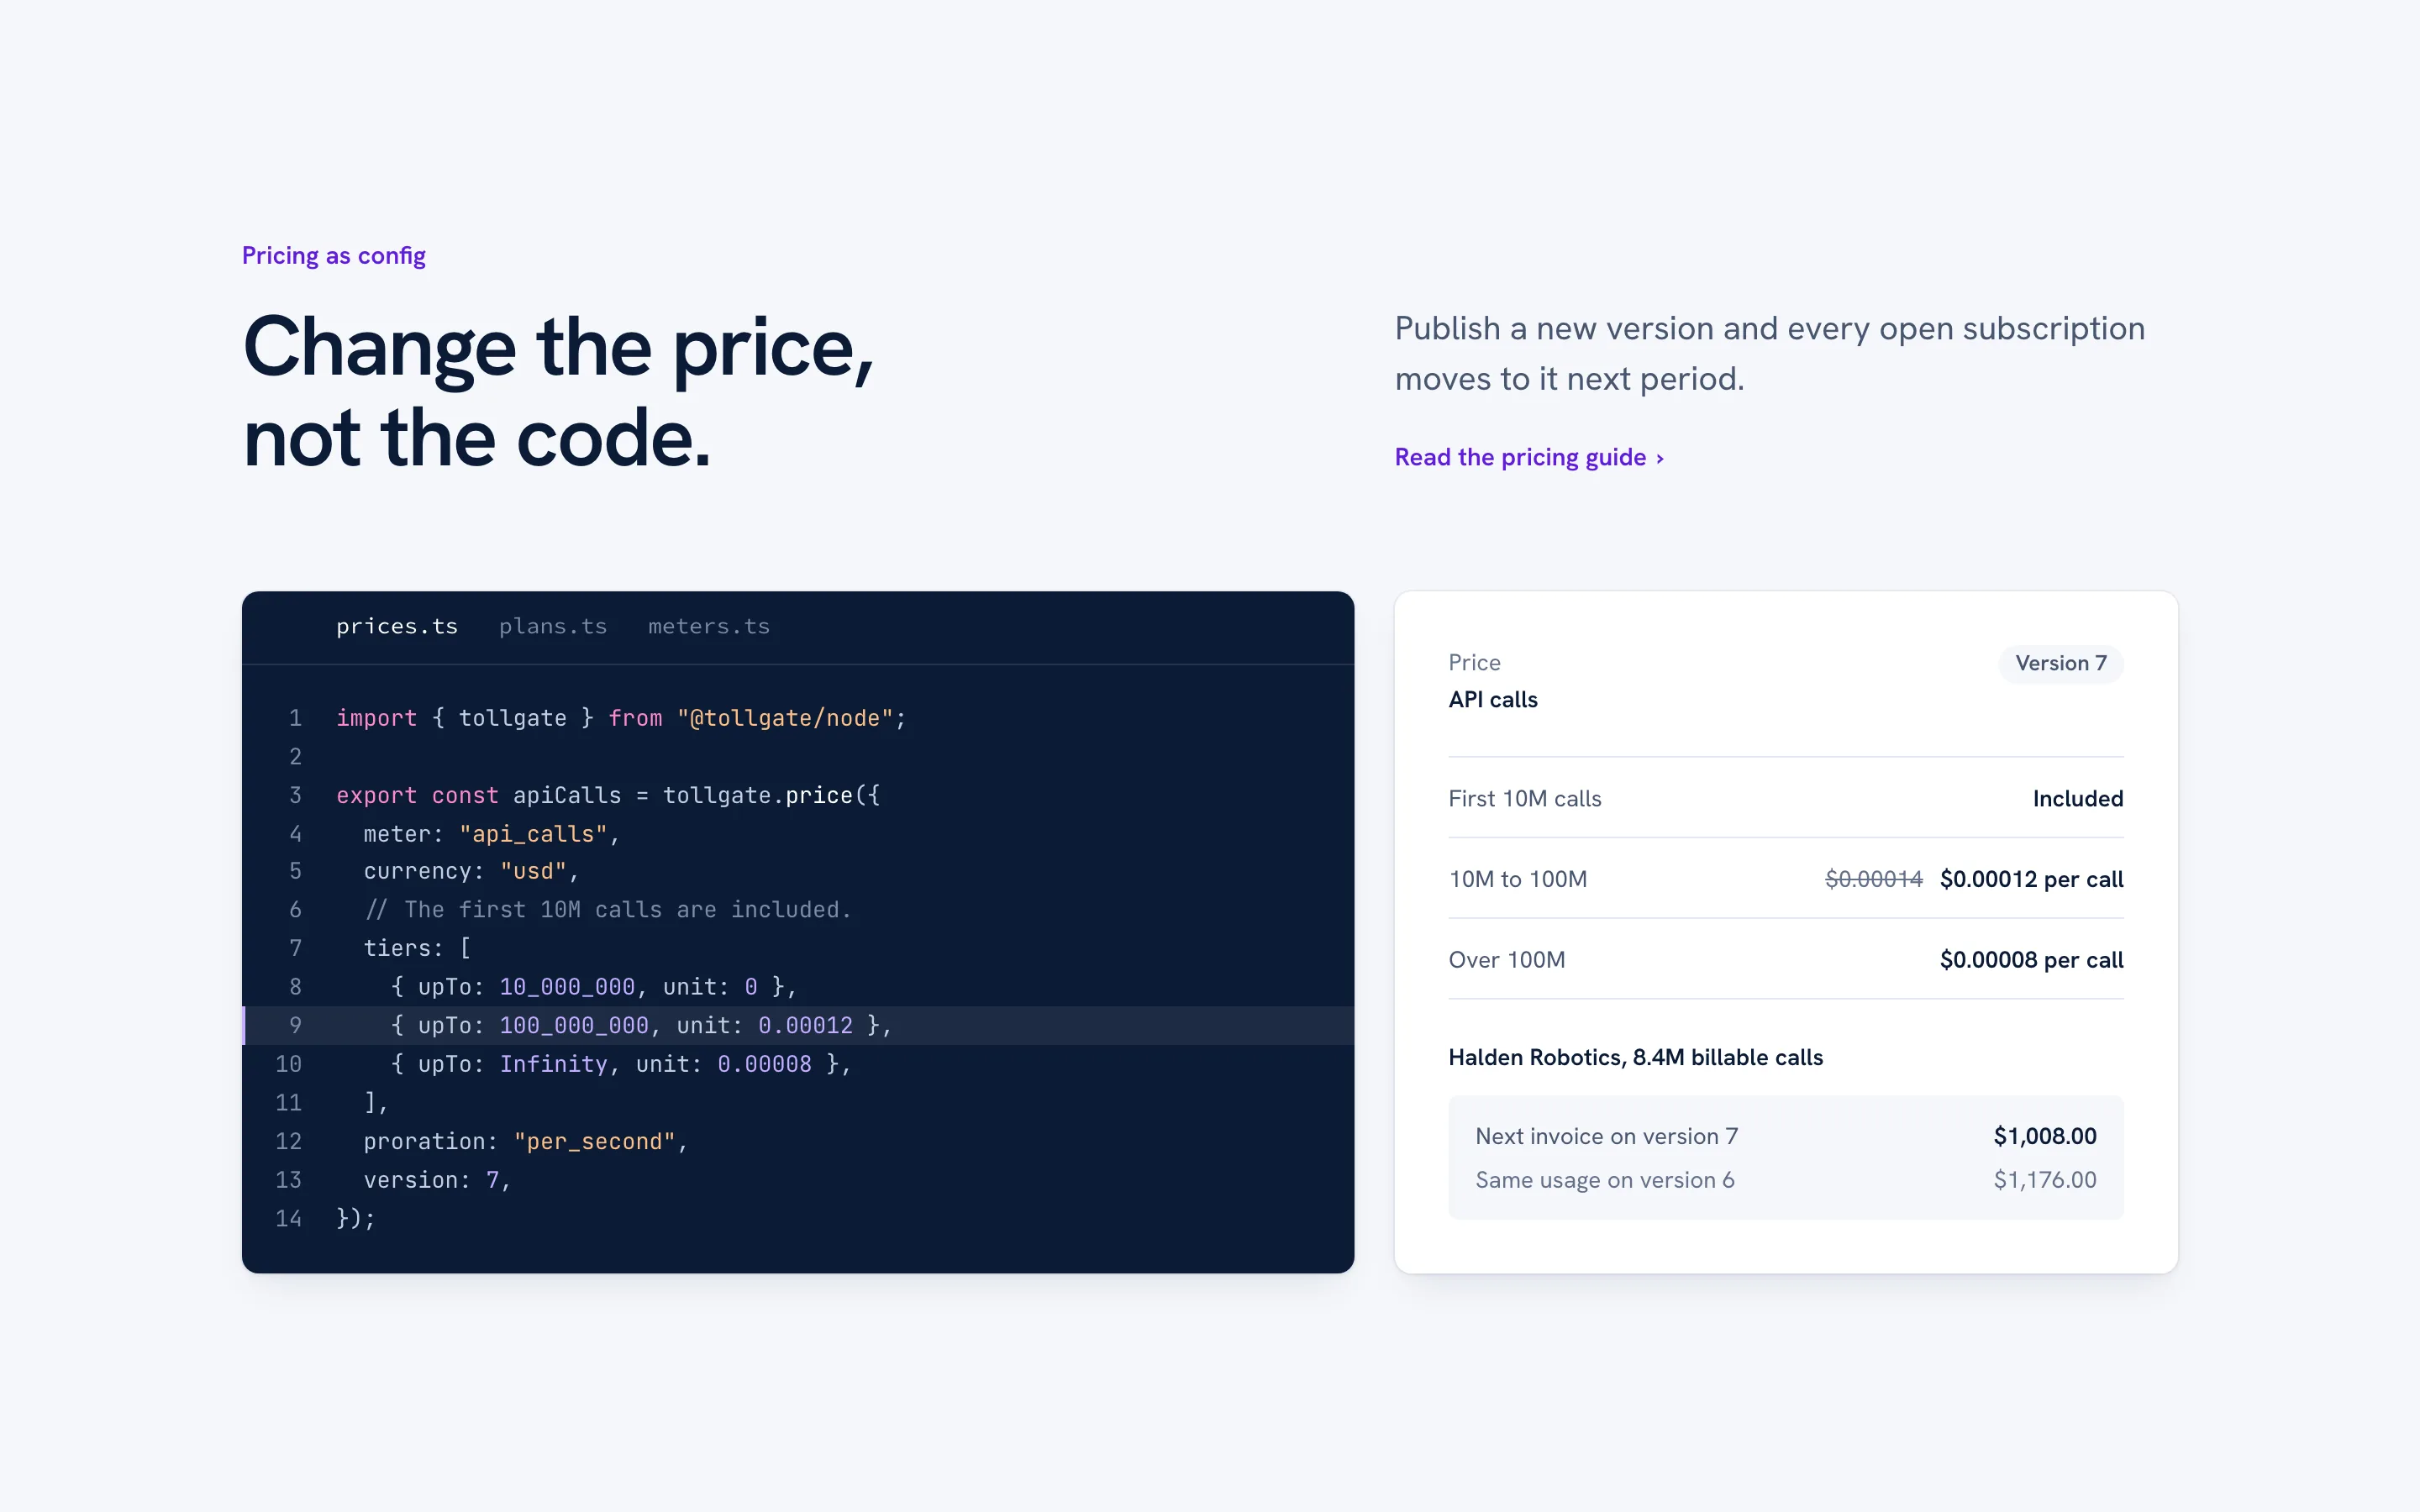 Pricing as config
Change the price,
not the code.
Publish a new version and every open subscription
moves to it next period.
Read the pricing guide ›
prices.ts plans.ts meters.ts
1 import { tollgate } from "@tollgate/node";
2
3 export const apiCalls = tollgate.price({
4 meter: "api_calls",
5 currency: "usd",
6 // The first 10M calls are included.
7 tiers: [
8 { upTo: 10_000_000, unit: 0 },
9 { upTo: 100_000_000, unit: 0.00012 },
10 { upTo: Infinity, unit: 0.00008 },
11 ],
12 proration: "per_second",
13 version: 7,
14 });
Price Version 7
API calls
First 10M calls Included
10M to 100M $0.00014 $0.00012 per call
Over 100M $0.00008 per call
Halden Robotics, 8.4M billable calls
Next invoice on version 7 $1,008.00
Same usage on version 6 $1,176.00